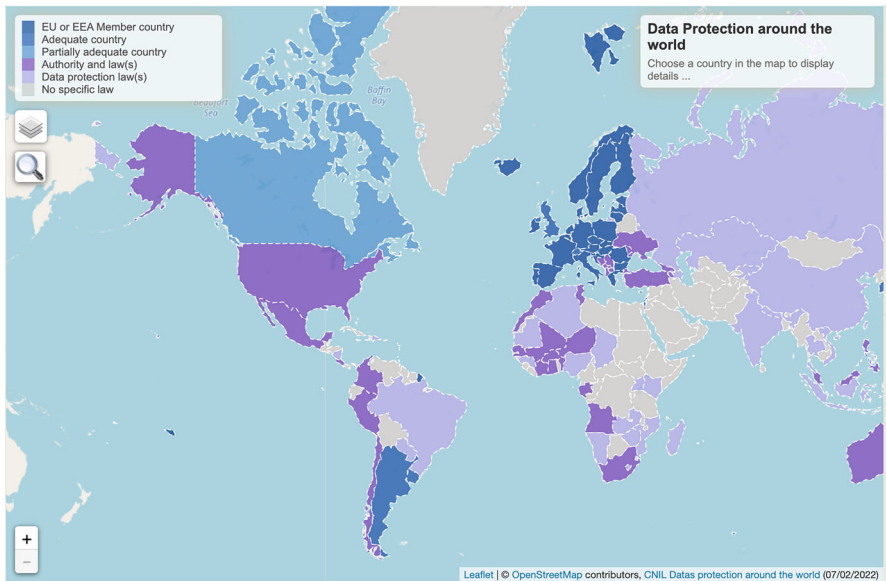 EU or EEA Member country
Adequate country
Partially adequate country
Authority and law(s)
Data protection law(s)
No specific law
Data Protection around the
world
Choose a country in the map to display
details ...
Beaufort
Sea
Baffin
Bay
+
−
Leaflet | © OpenStreetMap contributors, CNIL Datas protection around the world (07/02/2022)